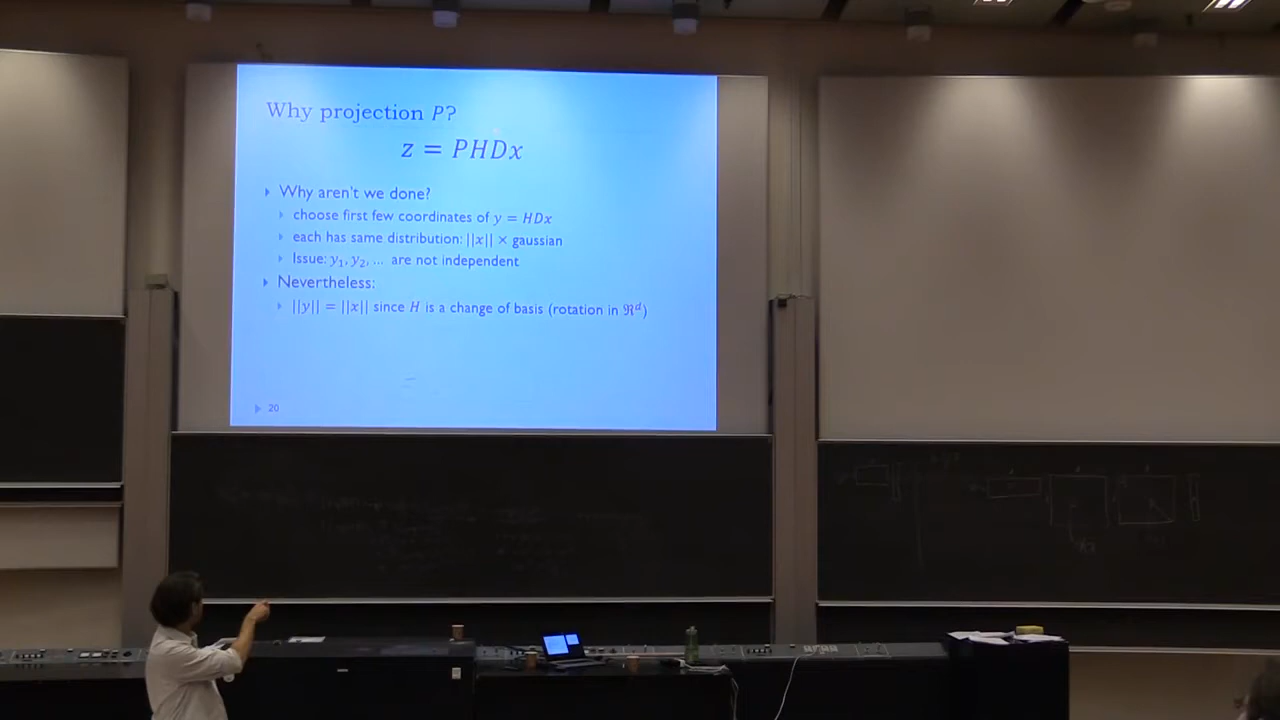 Why projection P?
z = PHDx
Why aren't we done?
choose first few coordinates of y = HDx
each has same distribution: ||x|| × gaussian
Issue: y₁, y₂, ... are not independent
Nevertheless:
||y|| = ||x|| since H is a change of basis (rotation in ℜᵈ)
20